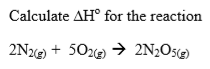 Calculate ΔH° for the reaction
2N2(g) + 5O2(g) → 2N2O5(g)